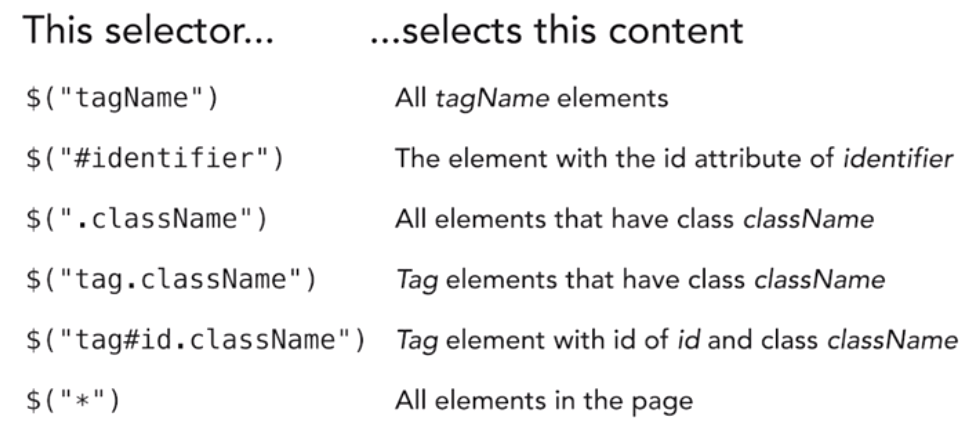 This selector... ...selects this content
$("tagName") All tagName elements
$("#identifier") The element with the id attribute of identifier
$(".className") All elements that have class className
$("tag.className") Tag elements that have class className
$("tag#id.className") Tag element with id of id and class className
$("*") All elements in the page